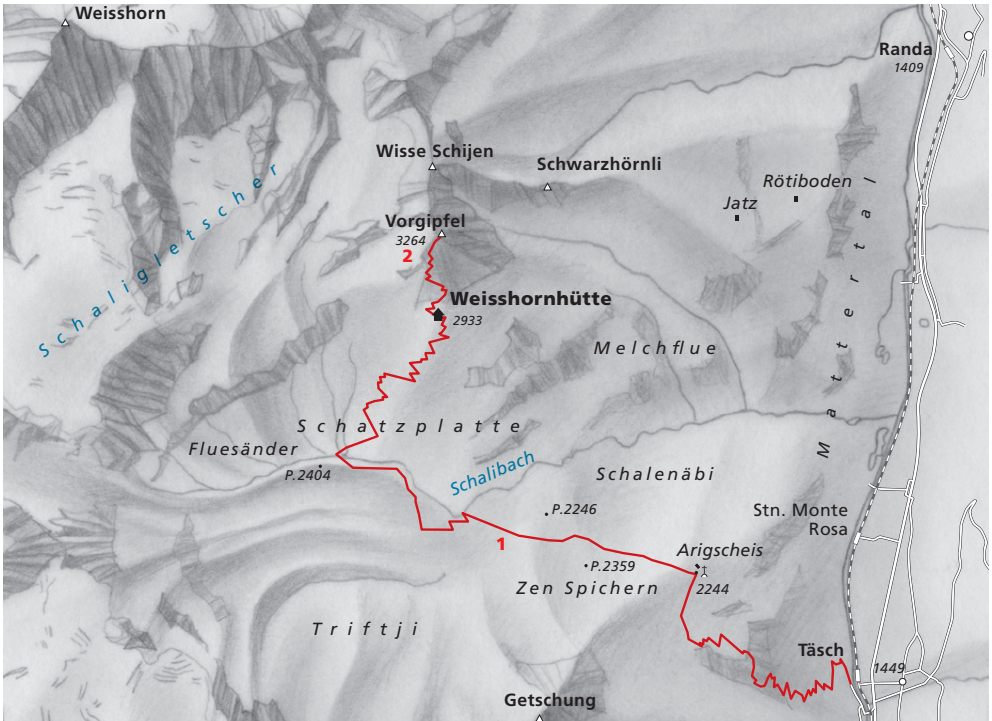 Weisshorn
Randa
1409
Wisse Schijen
Schwarzhörnli
Rötiboden
Jatz
Schaligletscher
Vorgipfel
3264
2
Mattertal
Weisshornhütte
2933
Melchflue
Schatzplatte
Fluesänder
P.2404
Schalibach
Schalenäbi
P.2246
Stn. Monte
Rosa
1
Arigscheis
P.2359
Zen Spichern
2244
Triftji
Täsch
1449
Getschung